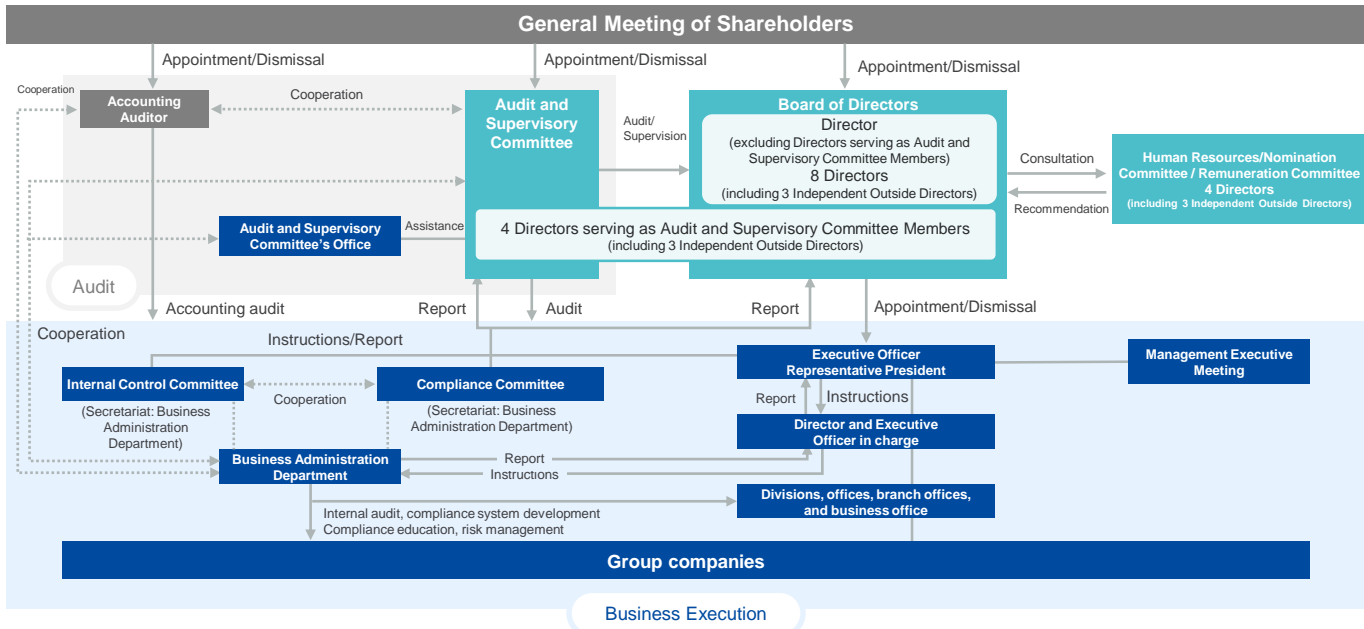 General Meeting of Shareholders
Appointment/Dismissal
Appointment/Dismissal
Appointment/Dismissal
Cooperation
Accounting
Auditor
Cooperation
Audit and
Supervisory
Committee
Audit/
Supervision
Board of Directors
Director
(excluding Directors serving as Audit and
Supervisory Committee Members)
8 Directors
(including 3 Independent Outside Directors)
Consultation
Recommendation
Human Resources/Nomination
Committee / Remuneration Committee
4 Directors
(including 3 Independent Outside Directors)
Audit and Supervisory
Committee's Office
Assistance
4 Directors serving as Audit and Supervisory Committee Members
(including 3 Independent Outside Directors)
Audit
Accounting audit
Report
Audit
Report
Appointment/Dismissal
Cooperation
Instructions/Report
Executive Officer
Representative President
Management Executive
Meeting
Internal Control Committee
Cooperation
Compliance Committee
(Secretariat: Business
Administration
Department)
(Secretariat: Business
Administration Department)
Report
Instructions
Director and Executive
Officer in charge
Business Administration
Department
Report
Instructions
Divisions, offices, branch offices,
and business office
Internal audit, compliance system development
Compliance education, risk management
Group companies
Business Execution